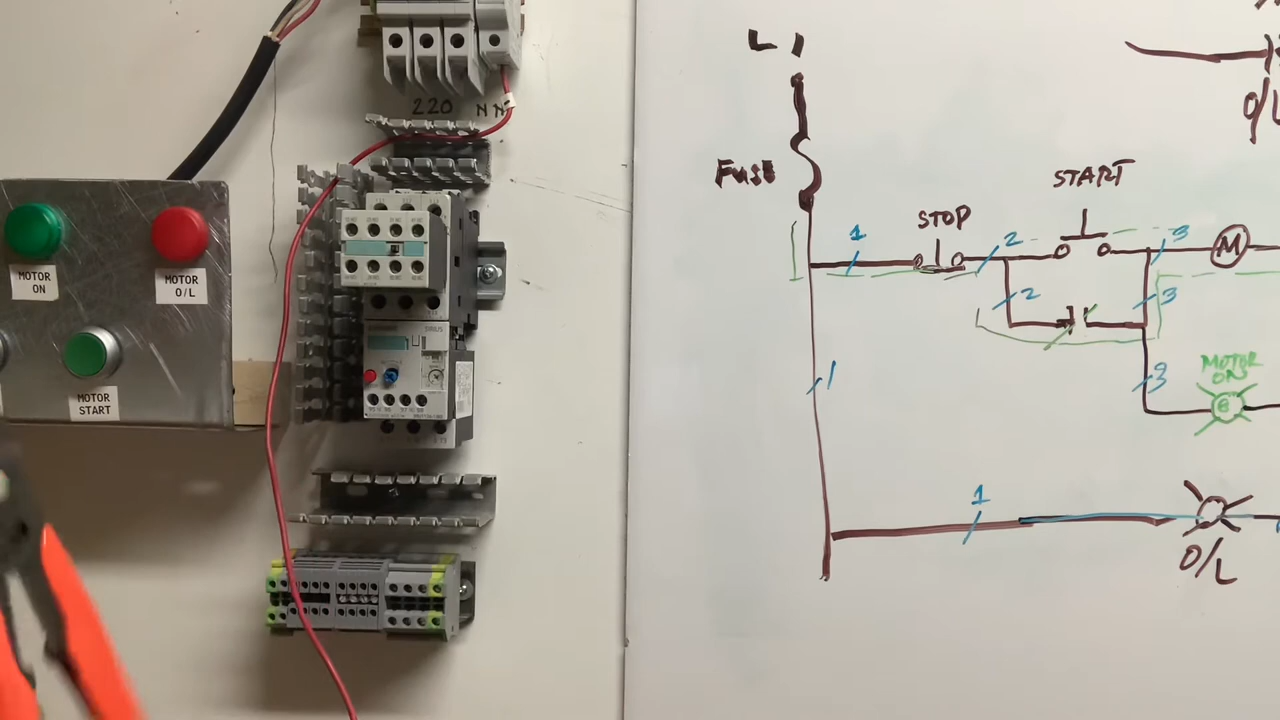 220 N N
MOTOR
ON
MOTOR
O/L
MOTOR
START
L1
FUSE
STOP
START
O/L
1
2
3
M
2
3
1
3
MOTOR
ON
G
1
O/L